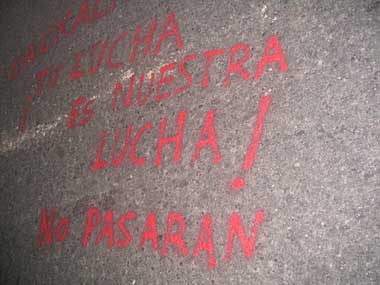 ¡TU LUCHA
ES NUESTRA
LUCHA!
NO PASARAN